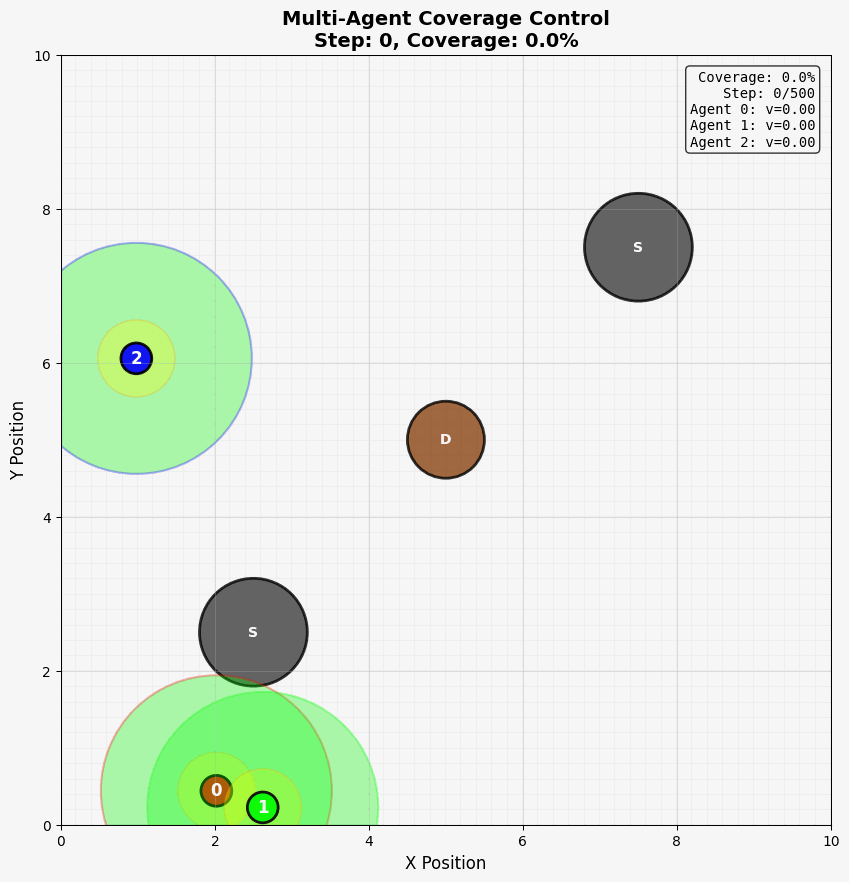 Multi-Agent Coverage Control
Step: 0, Coverage: 0.0%
Coverage: 0.0%
Step: 0/500
Agent 0: v=0.00
Agent 1: v=0.00
Agent 2: v=0.00
10
8
6
4
2
0
Y Position
S
2
D
S
0
1
0
2
4
6
8
10
X Position